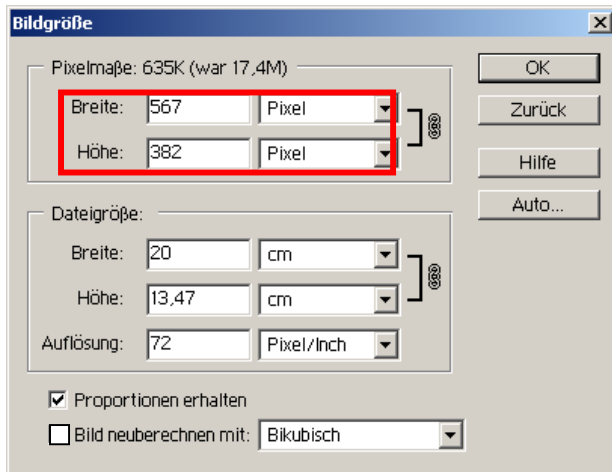 Bildgröße
Pixelmaße: 635K (war 17,4M)
Breite: 567 Pixel
Höhe: 382 Pixel
Dateigröße:
Breite: 20 cm
Höhe: 13,47 cm
Auflösung: 72 Pixel/Inch
Proportionen erhalten
Bild neuberechnen mit: Bikubisch
OK
Zurück
Hilfe
Auto...